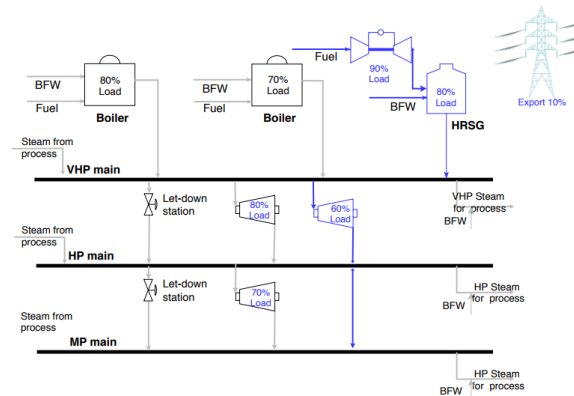 Fuel
90%
Load
BFW
Fuel
80%
Load
Boiler
BFW
Fuel
70%
Load
Boiler
BFW
80%
Load
HRSG
Export 10%
Steam from
process
VHP main
Let-down
station
80%
Load
60%
Load
VHP Steam
for process
BFW
Steam from
process
HP main
Let-down
station
70%
Load
HP Steam
for process
BFW
Steam from
process
MP main
HP Steam
for process
BFW